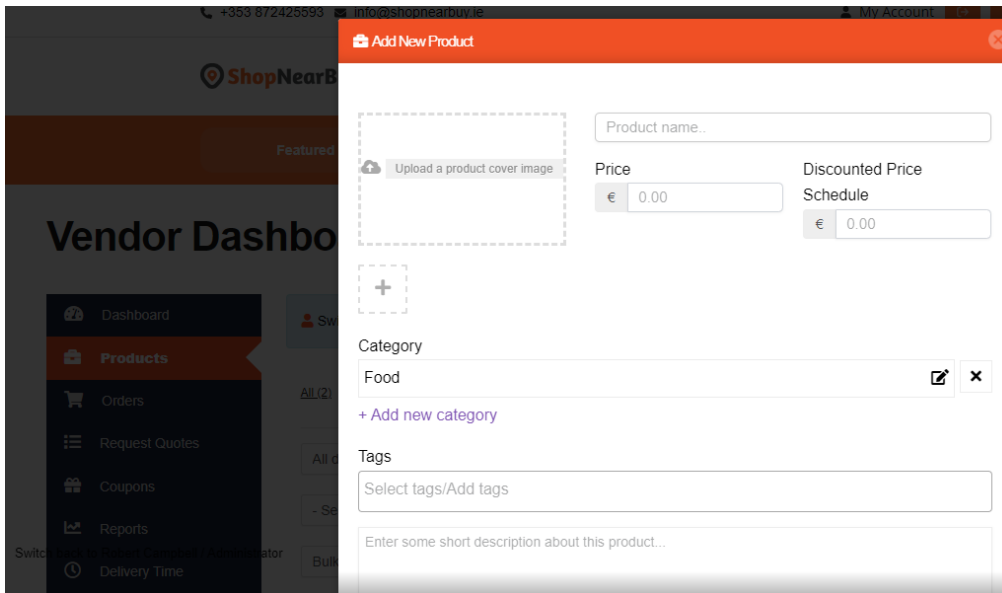 +353 872425593 info@shopnearbuy.ie My Account
Add New Product
ShopNearB
Featured
Upload a product cover image
Product name..
Price
€ 0.00
Discounted Price
Schedule
€ 0.00
Vendor Dashbo
Dashboard
Products
Orders
Request Quotes
Coupons
Reports
Delivery Time
Swi
All (2)
All d
- Se
Bulk
Category
Food
+ Add new category
Tags
Select tags/Add tags
Enter some short description about this product...